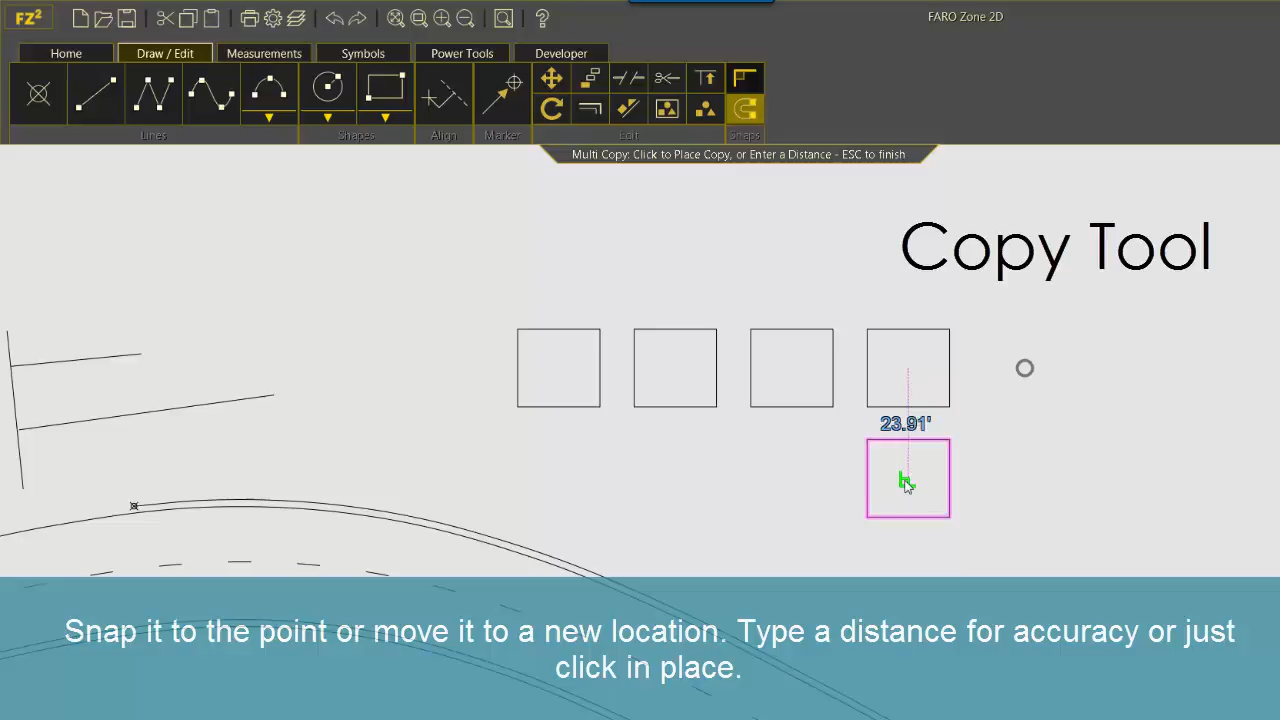 FZ²
FARO Zone 2D
Home
Draw / Edit
Measurements
Symbols
Power Tools
Developer
Lines
Shapes
Align
Marker
Edit
Snaps
Multi Copy: Click to Place Copy, or Enter a Distance - ESC to finish
Copy Tool
23.91'
Snap it to the point or move it to a new location. Type a distance for accuracy or just
click in place.